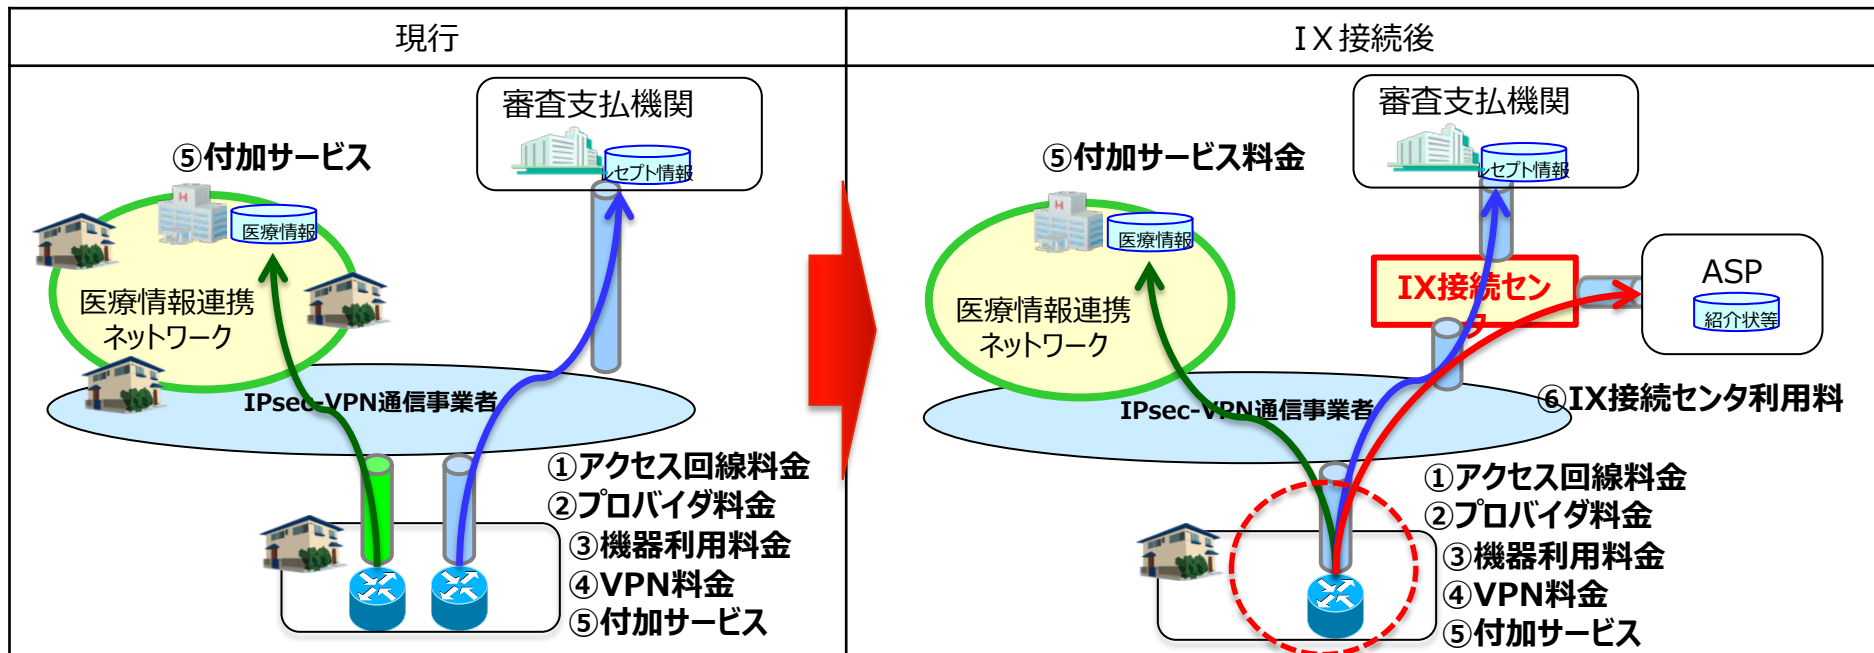 現行
審査支払機関
レセプト情報
⑤付加サービス
医療情報
医療情報連携
ネットワーク
IPsec-VPN通信事業者
①アクセス回線料金
②プロバイダ料金
③機器利用料金
④VPN料金
⑤付加サービス
IX接続後
審査支払機関
レセプト情報
⑤付加サービス料金
医療情報
医療情報連携
ネットワーク
IX接続セン
タ
ASP
紹介状等
IPsec-VPN通信事業者
⑥IX接続センタ利用料
①アクセス回線料金
②プロバイダ料金
③機器利用料金
④VPN料金
⑤付加サービス